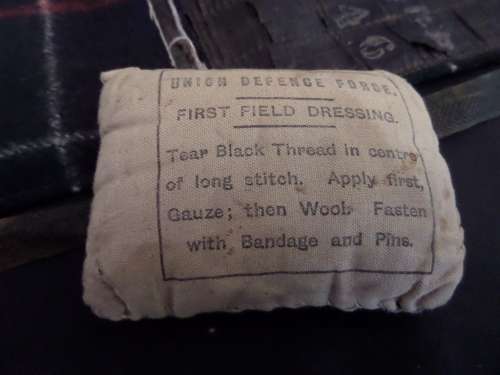 UNION DEFENCE FORCE.
FIRST FIELD DRESSING.
Tear Black Thread in centre
of long stitch. Apply first,
Gauze; then Wool. Fasten
with Bandage and Pins.